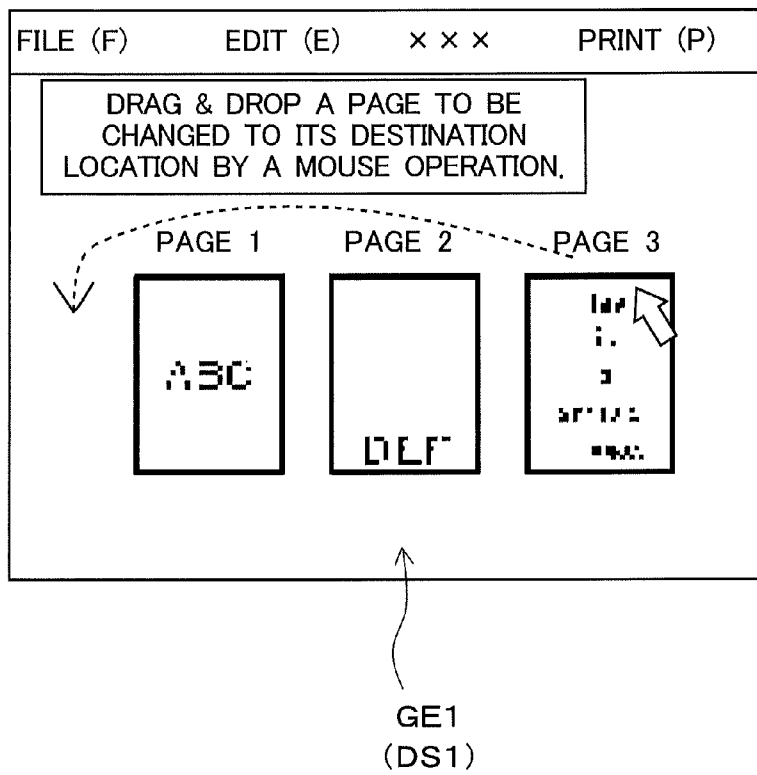 FILE (F) EDIT (E) ××× PRINT (P)
DRAG & DROP A PAGE TO BE
CHANGED TO ITS DESTINATION
LOCATION BY A MOUSE OPERATION.
PAGE 1 PAGE 2 PAGE 3
ABC
DEF
GE1
(DS1)